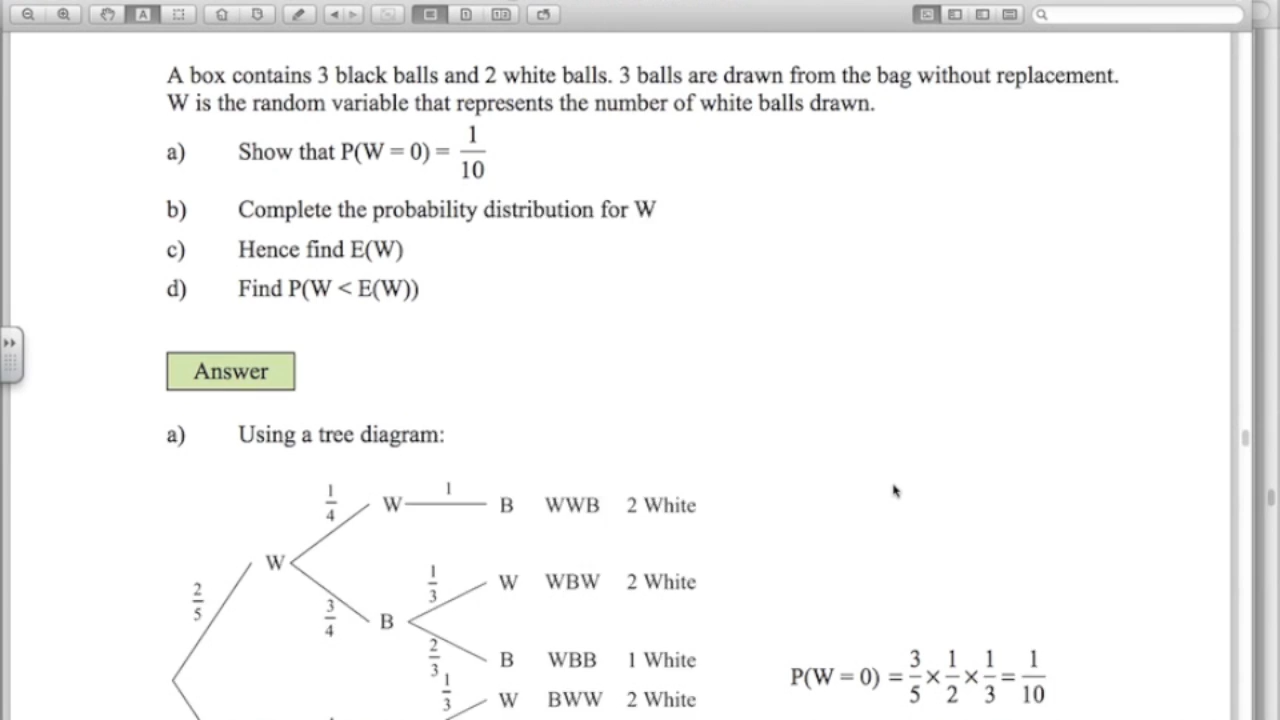 A box contains 3 black balls and 2 white balls. 3 balls are drawn from the bag without replacement.
W is the random variable that represents the number of white balls drawn.
a) Show that P(W = 0) = 1/10
b) Complete the probability distribution for W
c) Hence find E(W)
d) Find P(W < E(W))
Answer
a) Using a tree diagram:
1/4 W 1 B WWB 2 White
W
2/5 1/3 W WBW 2 White
3/4 B
2/3 B WBB 1 White
P(W = 0) = 3/5 × 1/2 × 1/3 = 1/10
1/3 W BWW 2 White